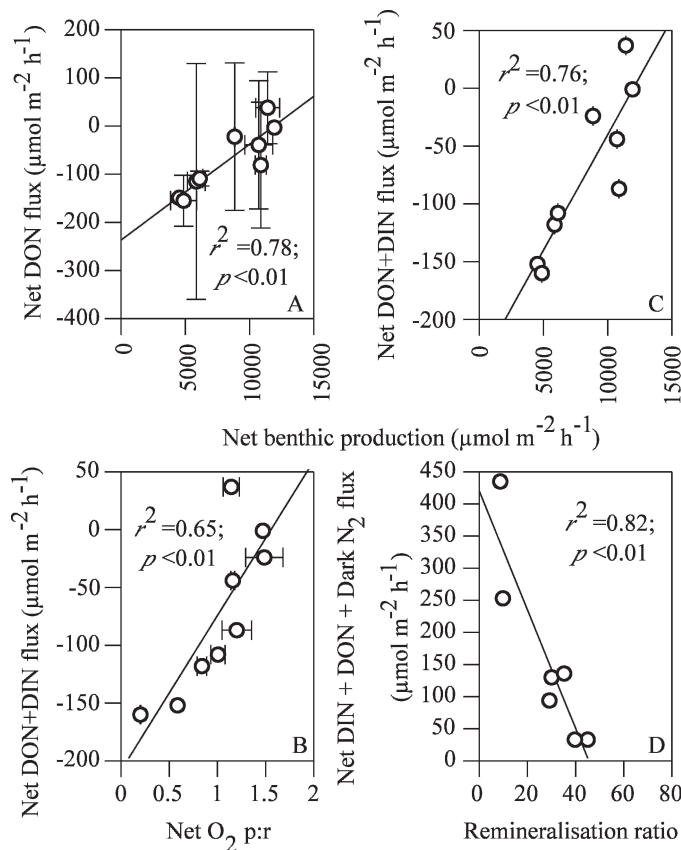 Net DON flux (µmol m⁻² h⁻¹)
200
100
0
-100
-200
-300
-400
r²=0.78;
p<0.01
A
0
5000
10000
15000
Net DON+DIN flux (µmol m⁻² h⁻¹)
50
0
-50
-100
-150
-200
r²=0.76;
p<0.01
C
0
5000
10000
15000
Net benthic production (µmol m⁻² h⁻¹)
Net DON+DIN flux (µmol m⁻² h⁻¹)
50
0
-50
-100
-150
-200
r²=0.65;
p<0.01
B
0
0.5
1
1.5
2
Net O₂ p:r
Net DIN + DON + Dark N₂ flux
(µmol m⁻² h⁻¹)
450
400
350
300
250
200
150
100
50
0
r²=0.82;
p<0.01
D
0
20
40
60
80
Remineralisation ratio